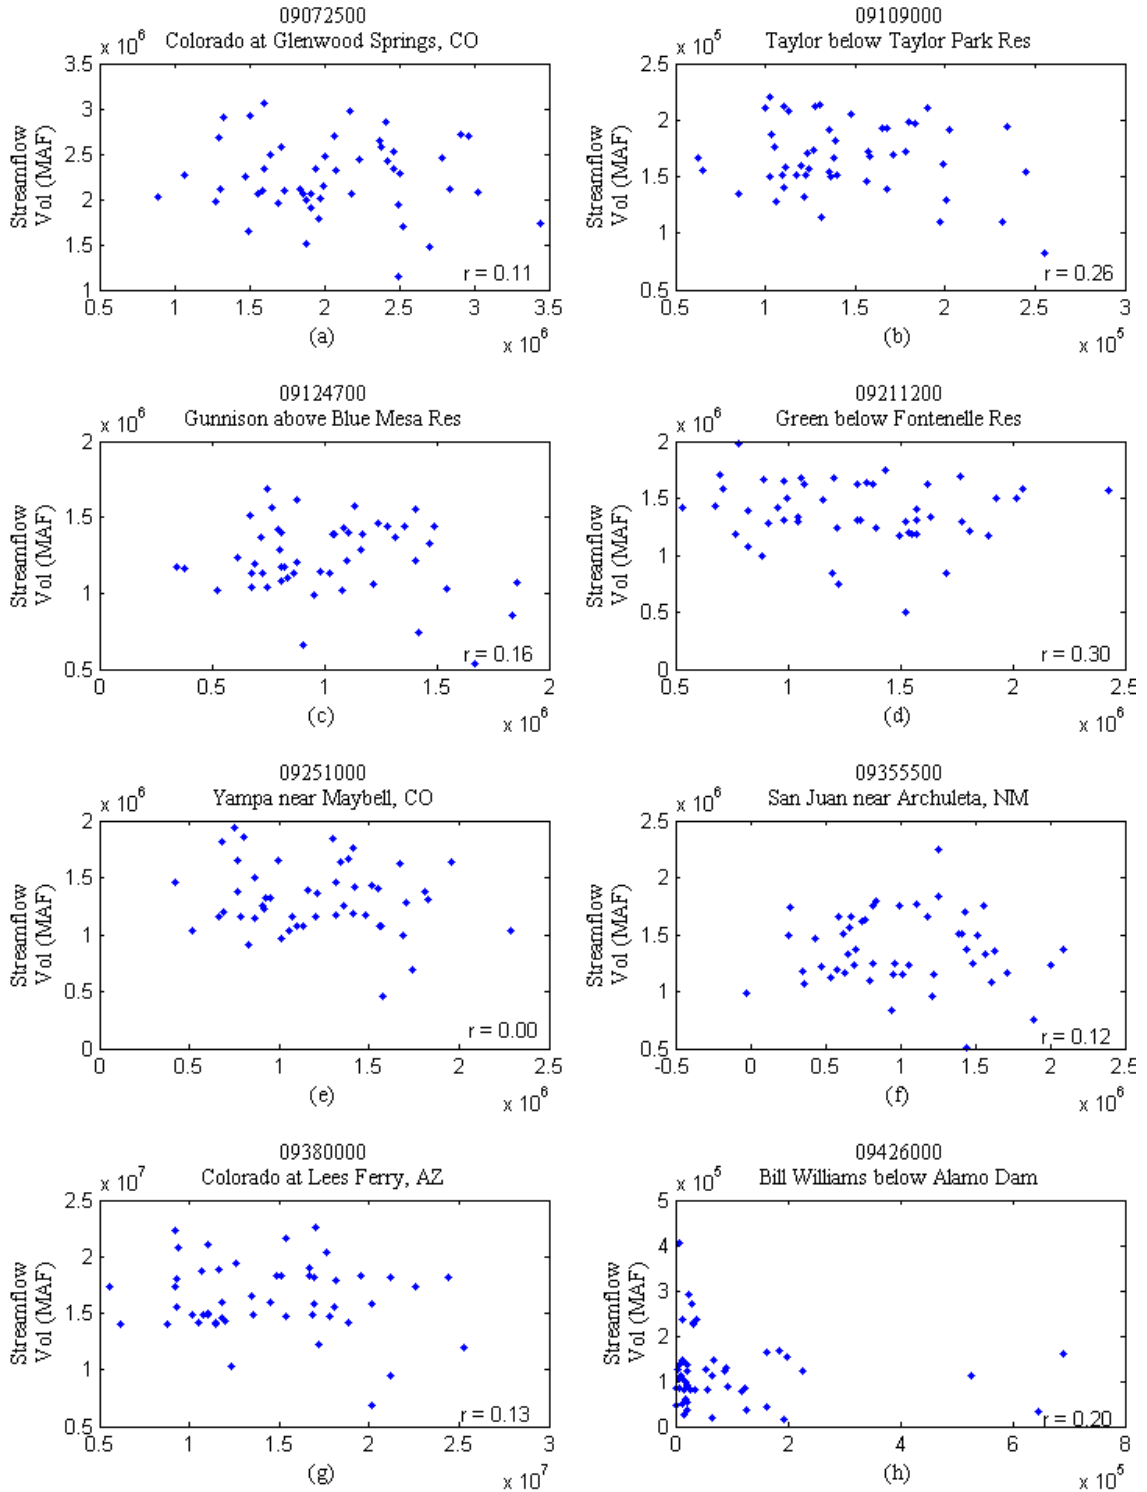 09072500
Colorado at Glenwood Springs, CO
x 10^6
3.5
3
2.5
2
1.5
1
Streamflow
Vol (MAF)
r = 0.11
0.5 1 1.5 2 2.5 3 3.5
(a)
x 10^6
09109000
Taylor below Taylor Park Res
x 10^5
2.5
2
1.5
1
0.5
Streamflow
Vol (MAF)
r = 0.26
0.5 1 1.5 2 2.5 3
(b)
x 10^5
09124700
Gunnison above Blue Mesa Res
x 10^6
2
1.5
1
0.5
Streamflow
Vol (MAF)
r = 0.16
0 0.5 1 1.5 2
(c)
x 10^6
09211200
Green below Fontenelle Res
x 10^6
2
1.5
1
0.5
0
Streamflow
Vol (MAF)
r = 0.30
0.5 1 1.5 2 2.5
(d)
x 10^6
09251000
Yampa near Maybell, CO
x 10^6
2
1.5
1
0.5
0
Streamflow
Vol (MAF)
r = 0.00
0 0.5 1 1.5 2 2.5
(e)
x 10^6
09355500
San Juan near Archuleta, NM
x 10^6
2.5
2
1.5
1
0.5
Streamflow
Vol (MAF)
r = 0.12
-0.5 0 0.5 1 1.5 2 2.5
(f)
x 10^6
09380000
Colorado at Lees Ferry, AZ
x 10^7
2.5
2
1.5
1
0.5
Streamflow
Vol (MAF)
r = 0.13
0.5 1 1.5 2 2.5 3
(g)
x 10^7
09426000
Bill Williams below Alamo Dam
x 10^5
5
4
3
2
1
0
Streamflow
Vol (MAF)
r = 0.20
0 2 4 6 8
(h)
x 10^5